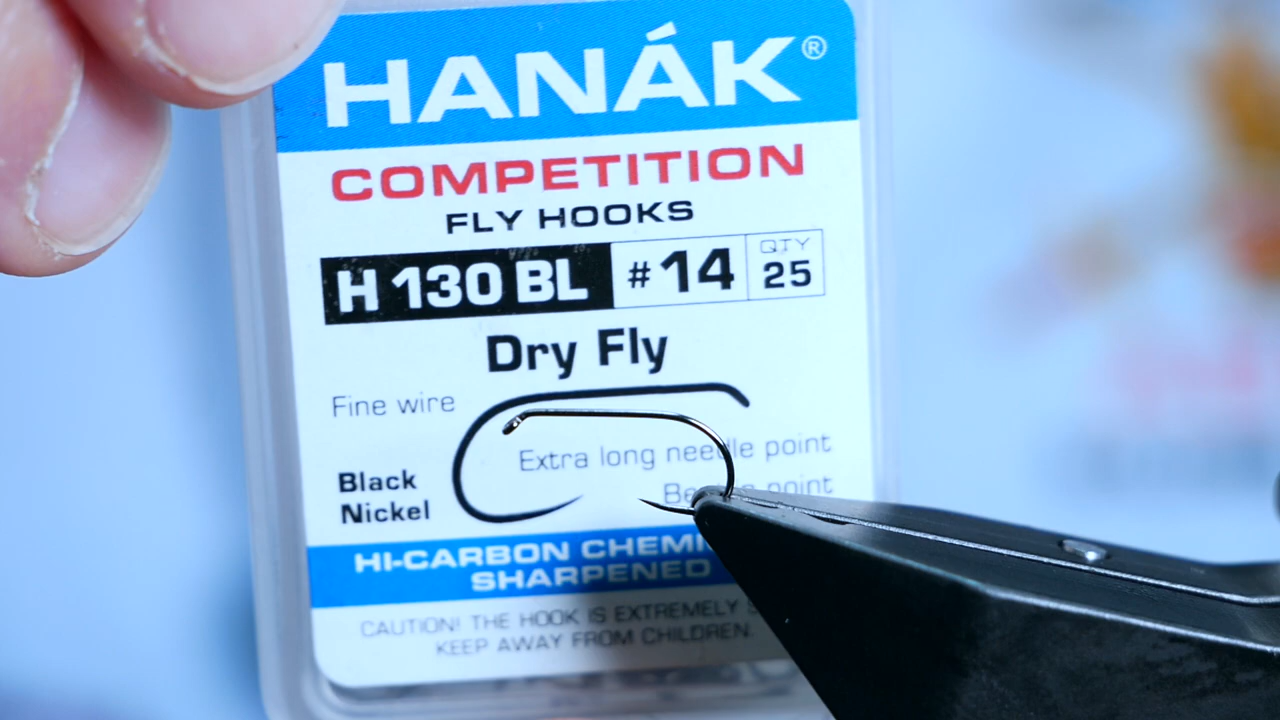 HANÁK®
COMPETITION
FLY HOOKS
H 130 BL #14 QTY 25
Dry Fly
Fine wire
Extra long needle point
Black
Nickel
point
HI-CARBON
SHARPENED
CAUTION! THE HOOK IS EXTREMELY
KEEP AWAY FROM CHILDREN.